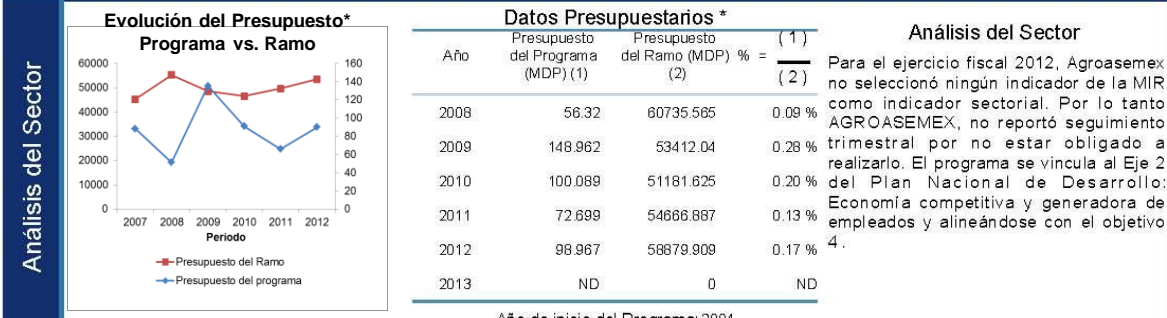 Análisis del Sector
Evolución del Presupuesto*
Programa vs. Ramo
60000
50000
40000
30000
20000
10000
0
160
140
120
100
80
60
40
20
0
2007 2008 2009 2010 2011 2012
Periodo
Presupuesto del Ramo
Presupuesto del programa
Datos Presupuestarios *
Año
Presupuesto
del Programa
(MDP) (1)
Presupuesto
del Ramo (MDP)
(2)
% = (1)
(2)
2008 56.32 60735.565 0.09 %
2009 148.962 53412.04 0.28 %
2010 100.089 51181.625 0.20 %
2011 72.699 54666.887 0.13 %
2012 98.967 58879.909 0.17 %
2013 ND 0 ND
Año de inicio del Programa: 2001
Análisis del Sector
Para el ejercicio fiscal 2012, Agroasemex
no seleccionó ningún indicador de la MIR
como indicador sectorial. Por lo tanto
AGROASEMEX, no reportó seguimiento
trimestral por no estar obligado a
realizarlo. El programa se vincula al Eje 2
del Plan Nacional de Desarrollo:
Economía competitiva y generadora de
empleados y alineándose con el objetivo
4.